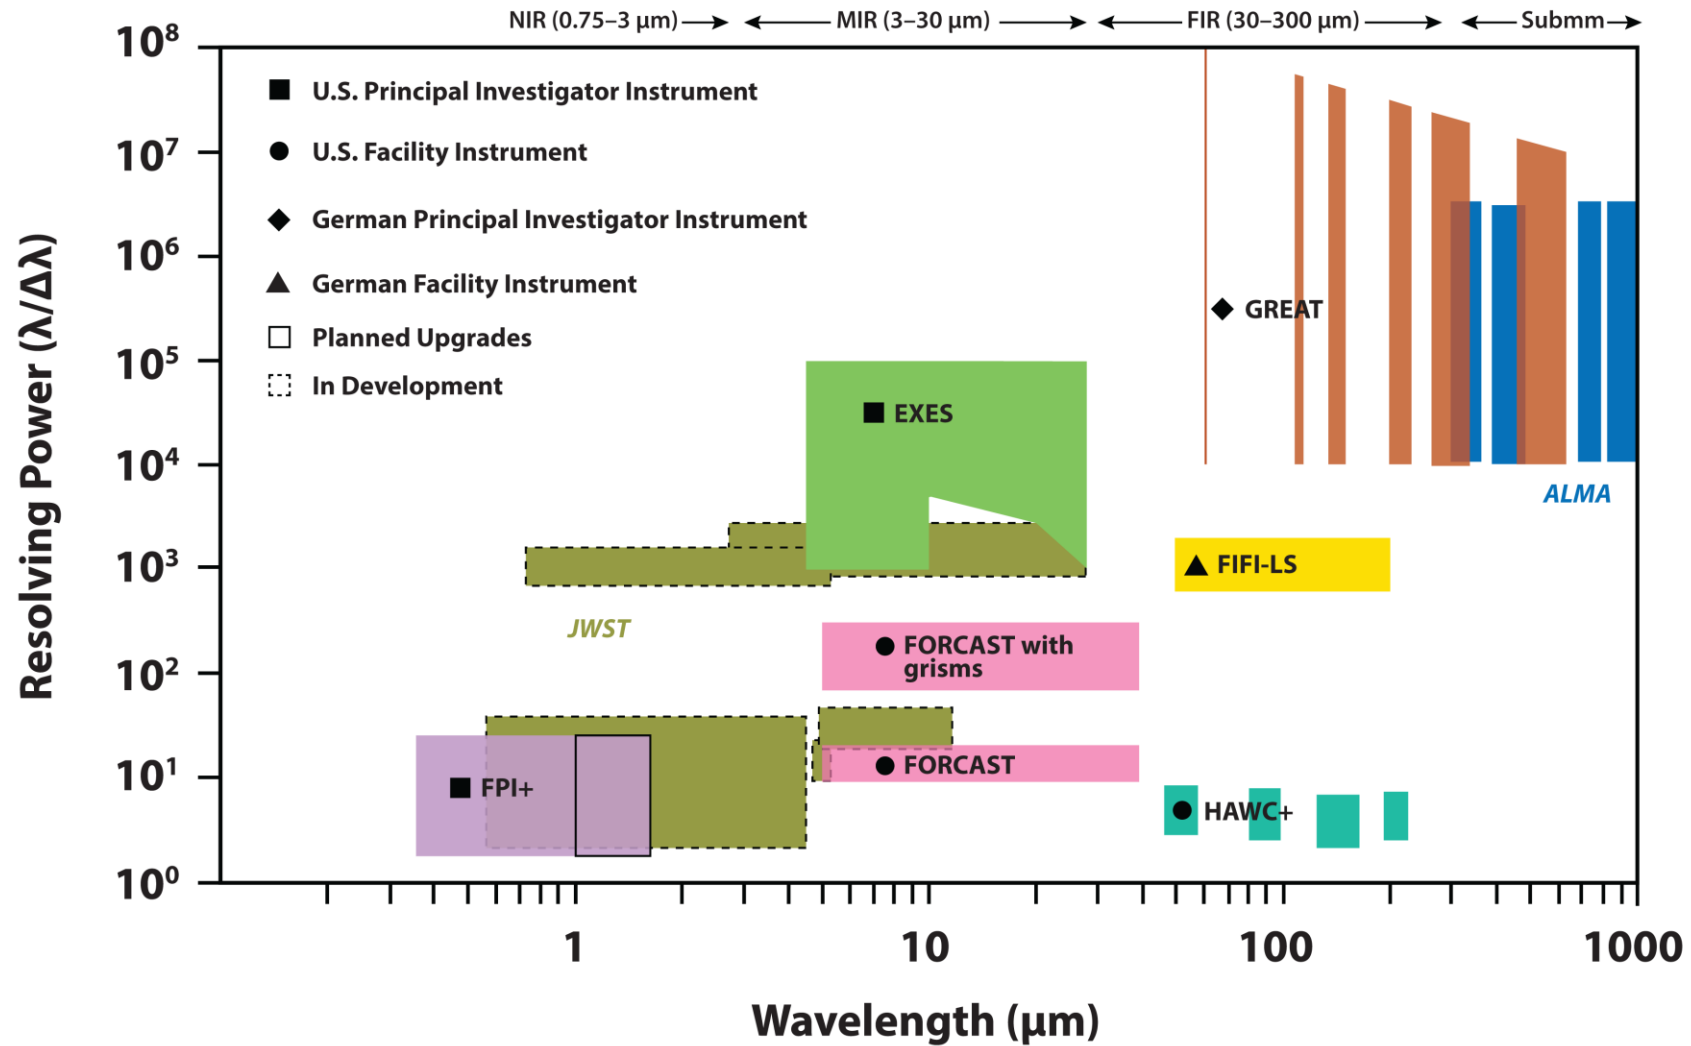 NIR (0.75–3 μm)
MIR (3–30 μm)
FIR (30–300 μm)
Submm
Resolving Power (λ/Δλ)
10⁸
10⁷
10⁶
10⁵
10⁴
10³
10²
10¹
10⁰
U.S. Principal Investigator Instrument
U.S. Facility Instrument
German Principal Investigator Instrument
German Facility Instrument
Planned Upgrades
In Development
GREAT
EXES
ALMA
FIFI-LS
JWST
FORCAST with
grisms
FORCAST
FPI+
HAWC+
1
10
100
1000
Wavelength (μm)